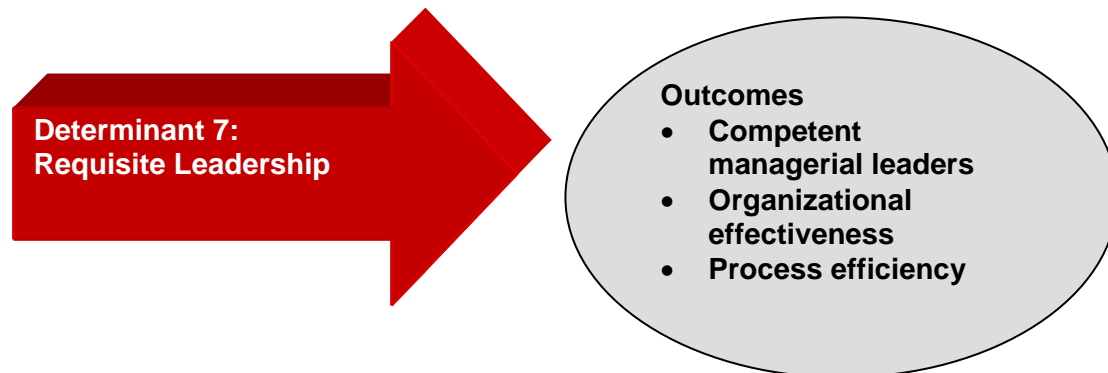 Determinant 7:
Requisite Leadership
Outcomes
• Competent
managerial leaders
• Organizational
effectiveness
• Process efficiency